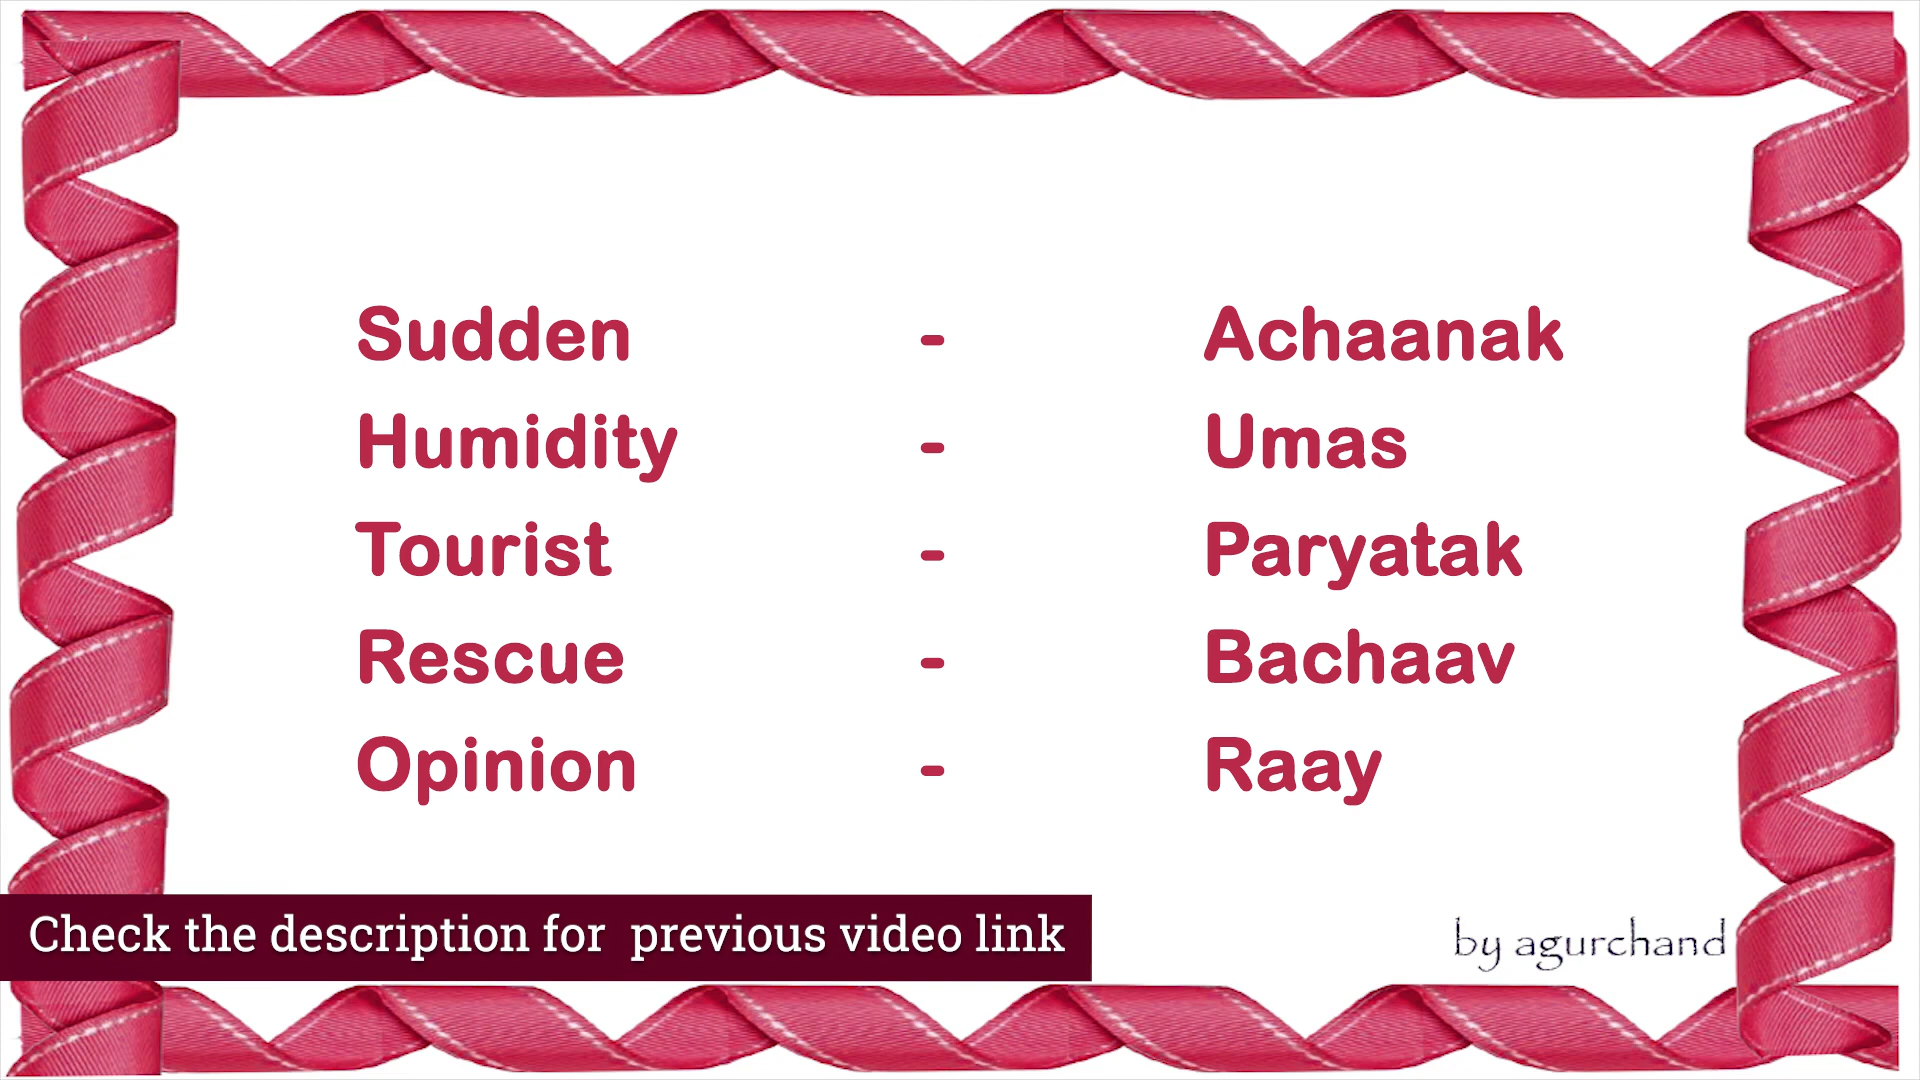 Sudden - Achaanak
Humidity - Umas
Tourist - Paryatak
Rescue - Bachaav
Opinion - Raay
Check the description for previous video link
by agurchand